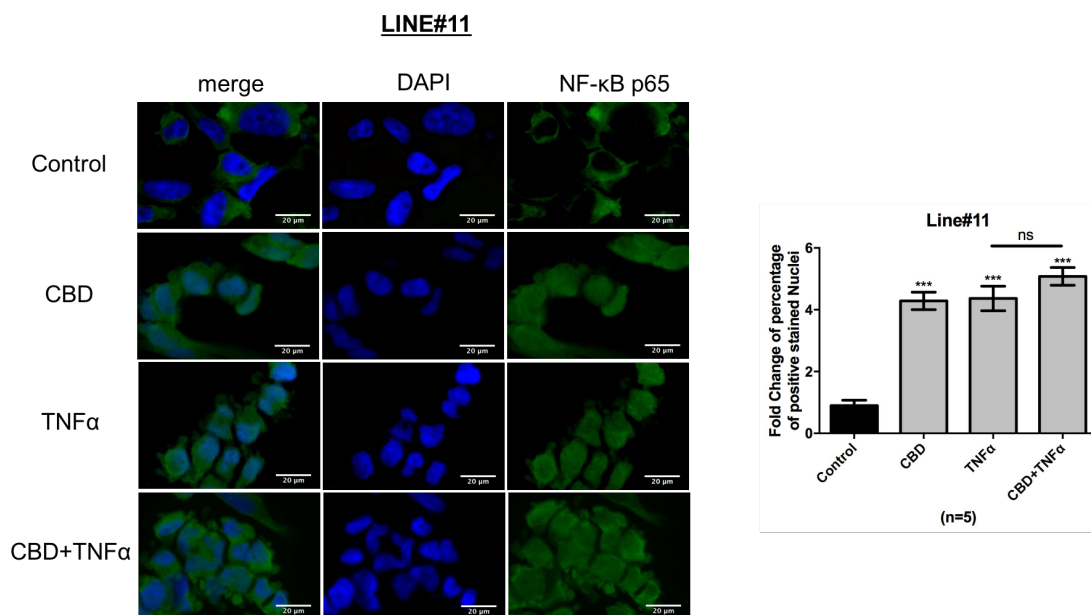 LINE#11
merge DAPI NF-κB p65
Control
20 μm 20 μm 20 μm
CBD
20 μm 20 μm 20 μm
TNFα
20 μm 20 μm 20 μm
CBD+TNFα
20 μm 20 μm 20 μm
Line#11
ns
Fold Change of percentage
of positive stained Nuclei
6
4
2
0
*** *** ***
Control CBD TNFα CBD+TNFα
(n=5)